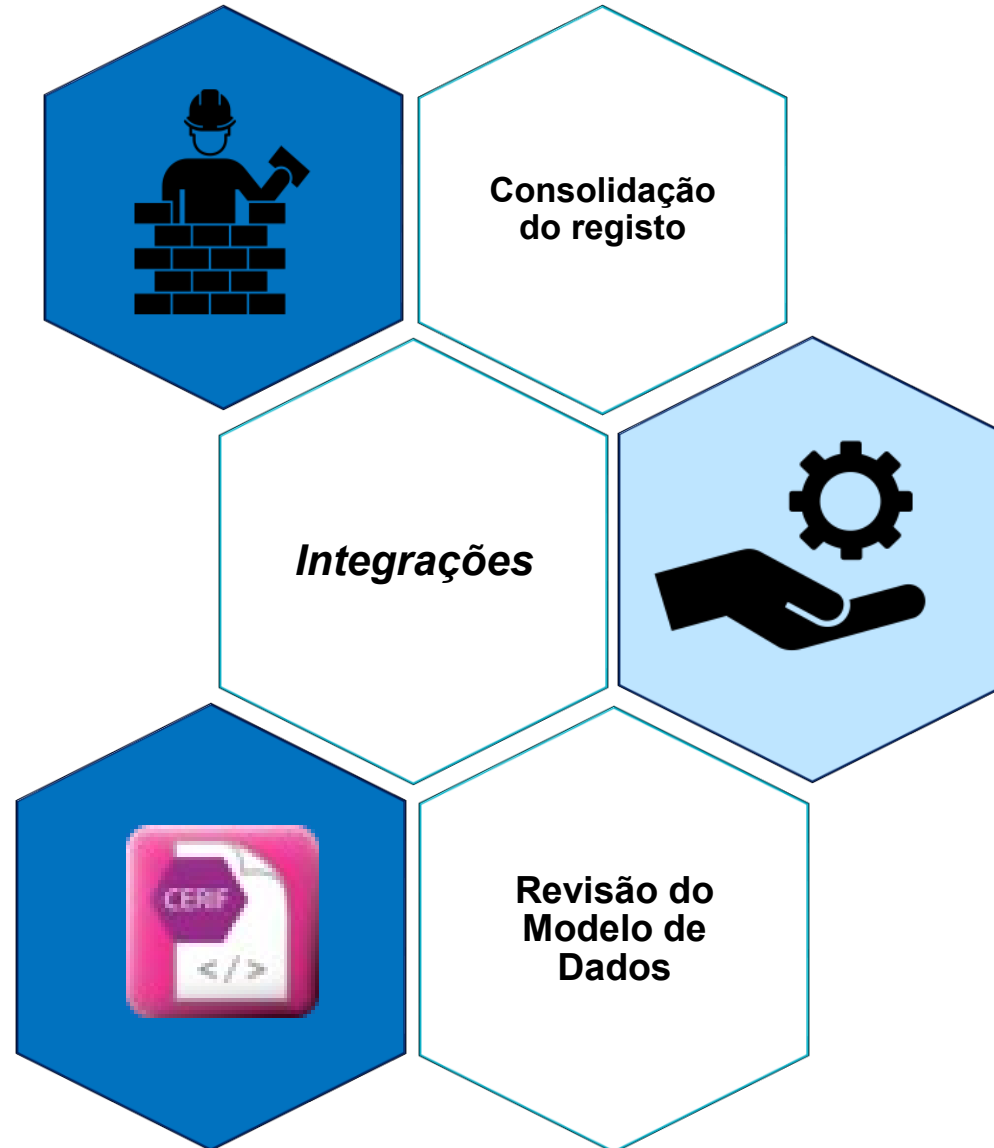 Consolidação
do registo
Integrações
CERIF
</>
Revisão do
Modelo de
Dados